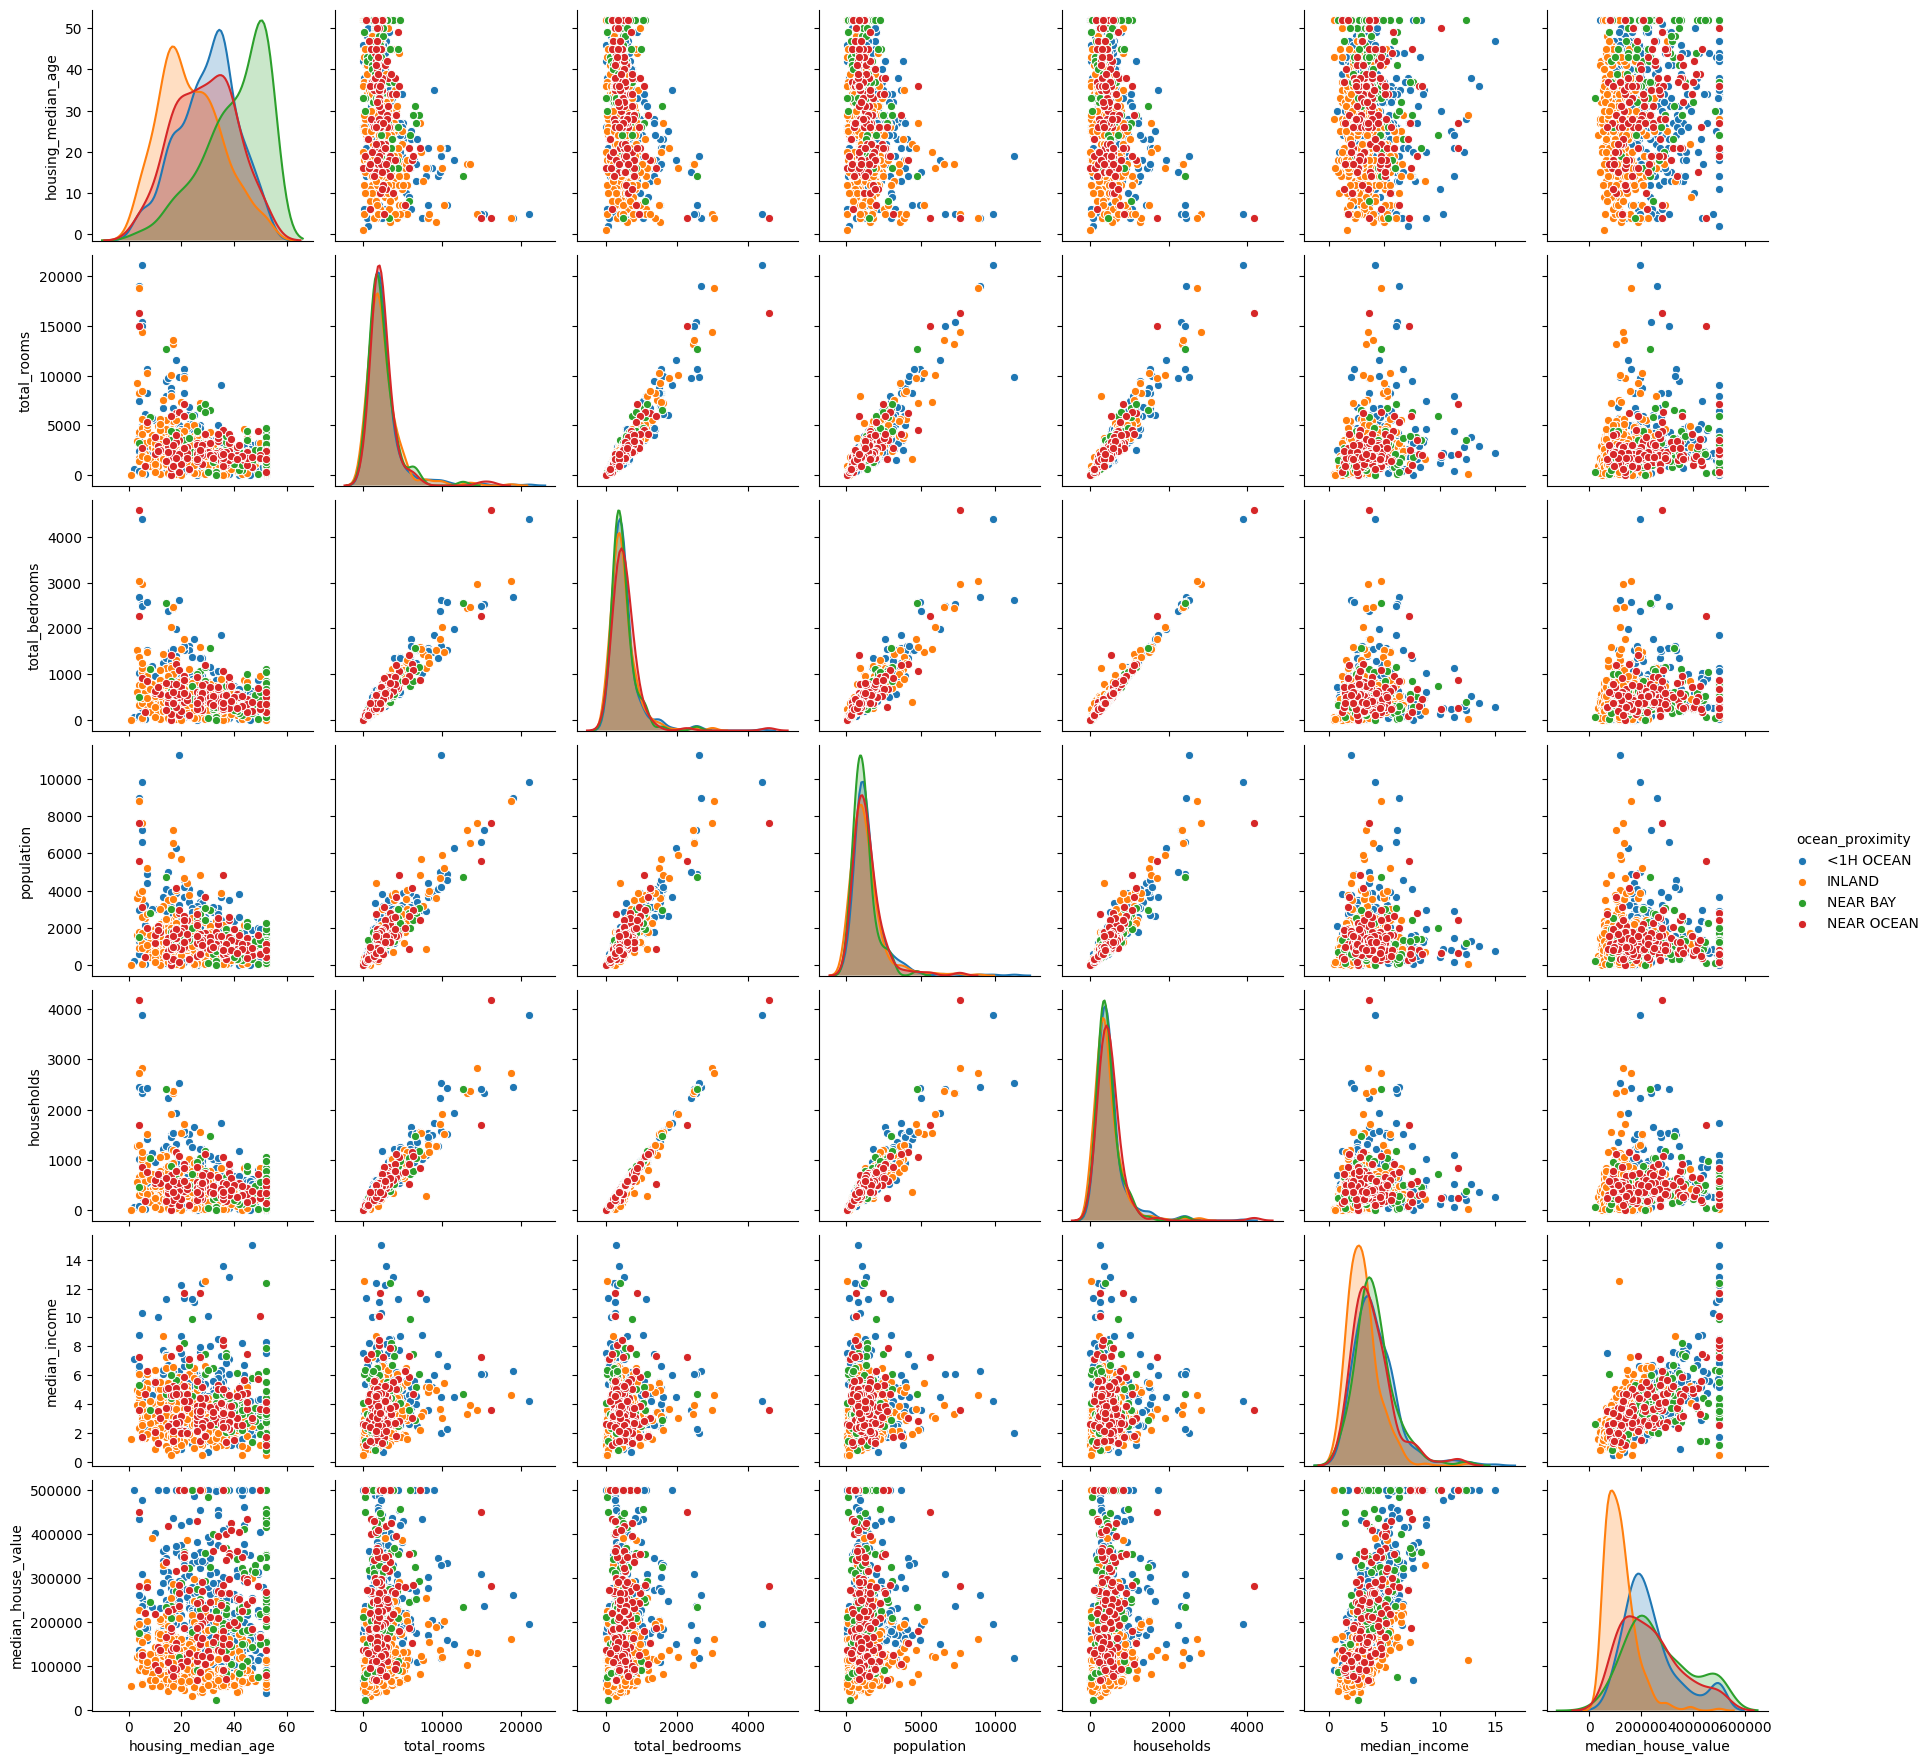 50
40
30
20
10
0
housing_median_age
20000
15000
10000
5000
0
total_rooms
4000
3000
2000
1000
0
total_bedrooms
10000
8000
6000
4000
2000
0
population
ocean_proximity
<1H OCEAN
INLAND
NEAR BAY
NEAR OCEAN
4000
3000
2000
1000
0
households
14
12
10
8
6
4
2
0
median_income
500000
400000
300000
200000
100000
0
median_house_value
0 20 40 60
housing_median_age
0 10000 20000
total_rooms
0 2000 4000
total_bedrooms
0 5000 10000
population
0 2000 4000
households
0 5 10 15
median_income
0 200000 400000 600000
median_house_value